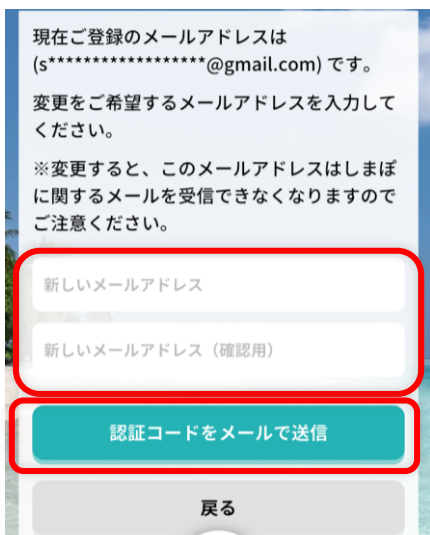 現在ご登録のメールアドレスは
(s******************@gmail.com) です。
変更をご希望するメールアドレスを入力して
ください。
※変更すると、このメールアドレスはしまぽ
に関するメールを受信できなくなりますので
ご注意ください。
新しいメールアドレス
新しいメールアドレス（確認用）
認証コードをメールで送信
戻る